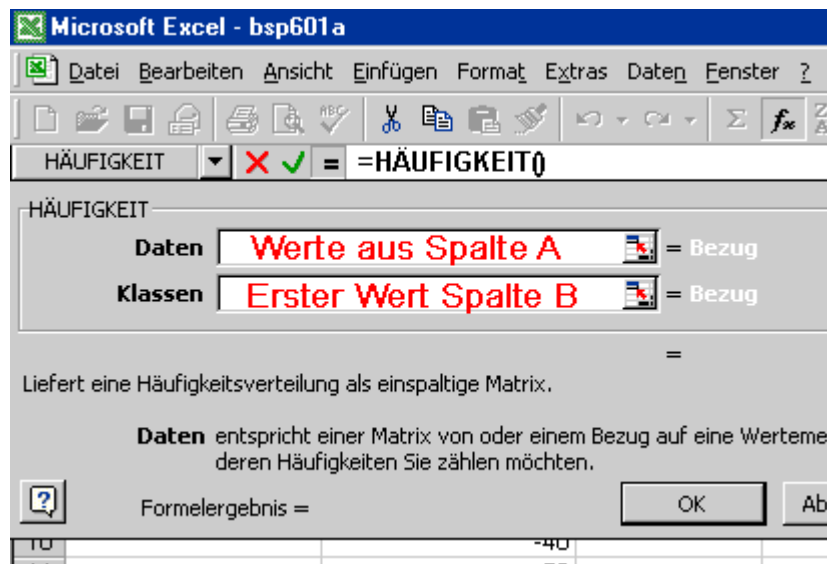 Microsoft Excel - bsp601a
Datei Bearbeiten Ansicht Einfügen Format Extras Daten Fenster ?
HÄUFIGKEIT =HÄUFIGKEIT()
HÄUFIGKEIT
Daten Werte aus Spalte A = Bezug
Klassen Erster Wert Spalte B = Bezug
=
Liefert eine Häufigkeitsverteilung als einspaltige Matrix.
Daten entspricht einer Matrix von oder einem Bezug auf eine Werteme
deren Häufigkeiten Sie zählen möchten.
Formelergebnis =
OK Ab
-40